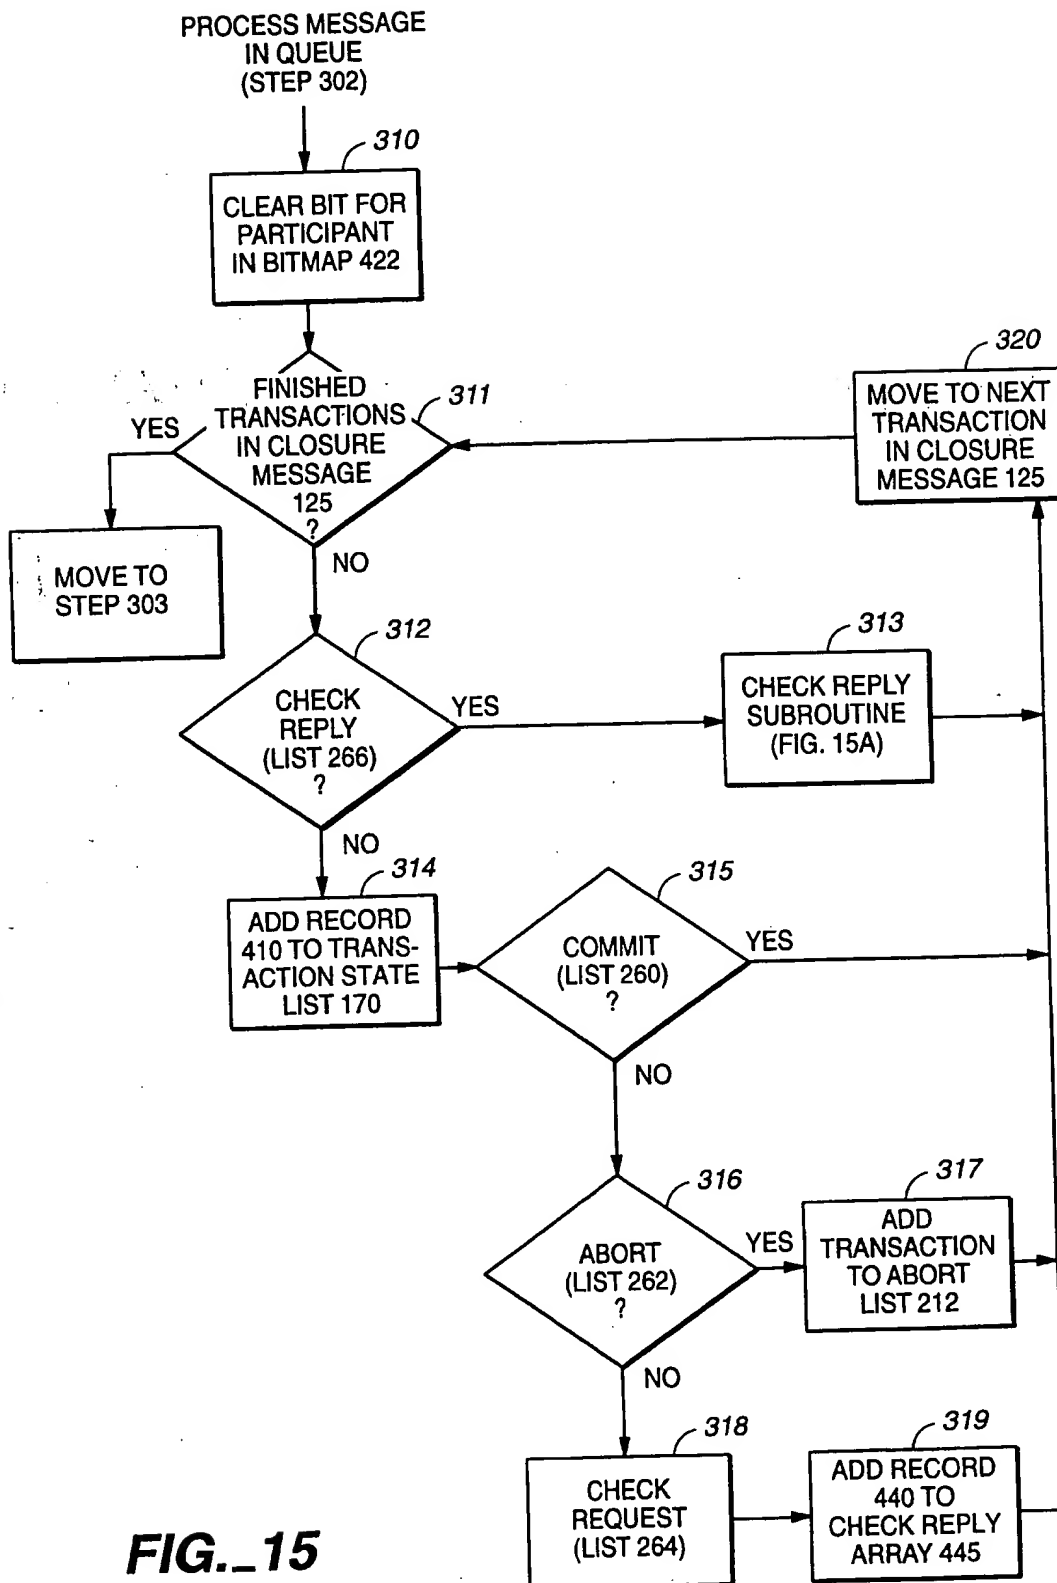 PROCESS MESSAGE
IN QUEUE
(STEP 302)
310
CLEAR BIT FOR
PARTICIPANT
IN BITMAP 422
320
FINISHED
TRANSACTIONS
IN CLOSURE
MESSAGE
125
?
311
YES
NO
MOVE TO NEXT
TRANSACTION
IN CLOSURE
MESSAGE 125
MOVE TO
STEP 303
312
CHECK
REPLY
(LIST 266)
?
YES
NO
313
CHECK REPLY
SUBROUTINE
(FIG. 15A)
314
ADD RECORD
410 TO TRANS-
ACTION STATE
LIST 170
315
COMMIT
(LIST 260)
?
YES
NO
316
ABORT
(LIST 262)
?
YES
NO
317
ADD
TRANSACTION
TO ABORT
LIST 212
318
CHECK
REQUEST
(LIST 264)
319
ADD RECORD
440 TO
CHECK REPLY
ARRAY 445
FIG._15